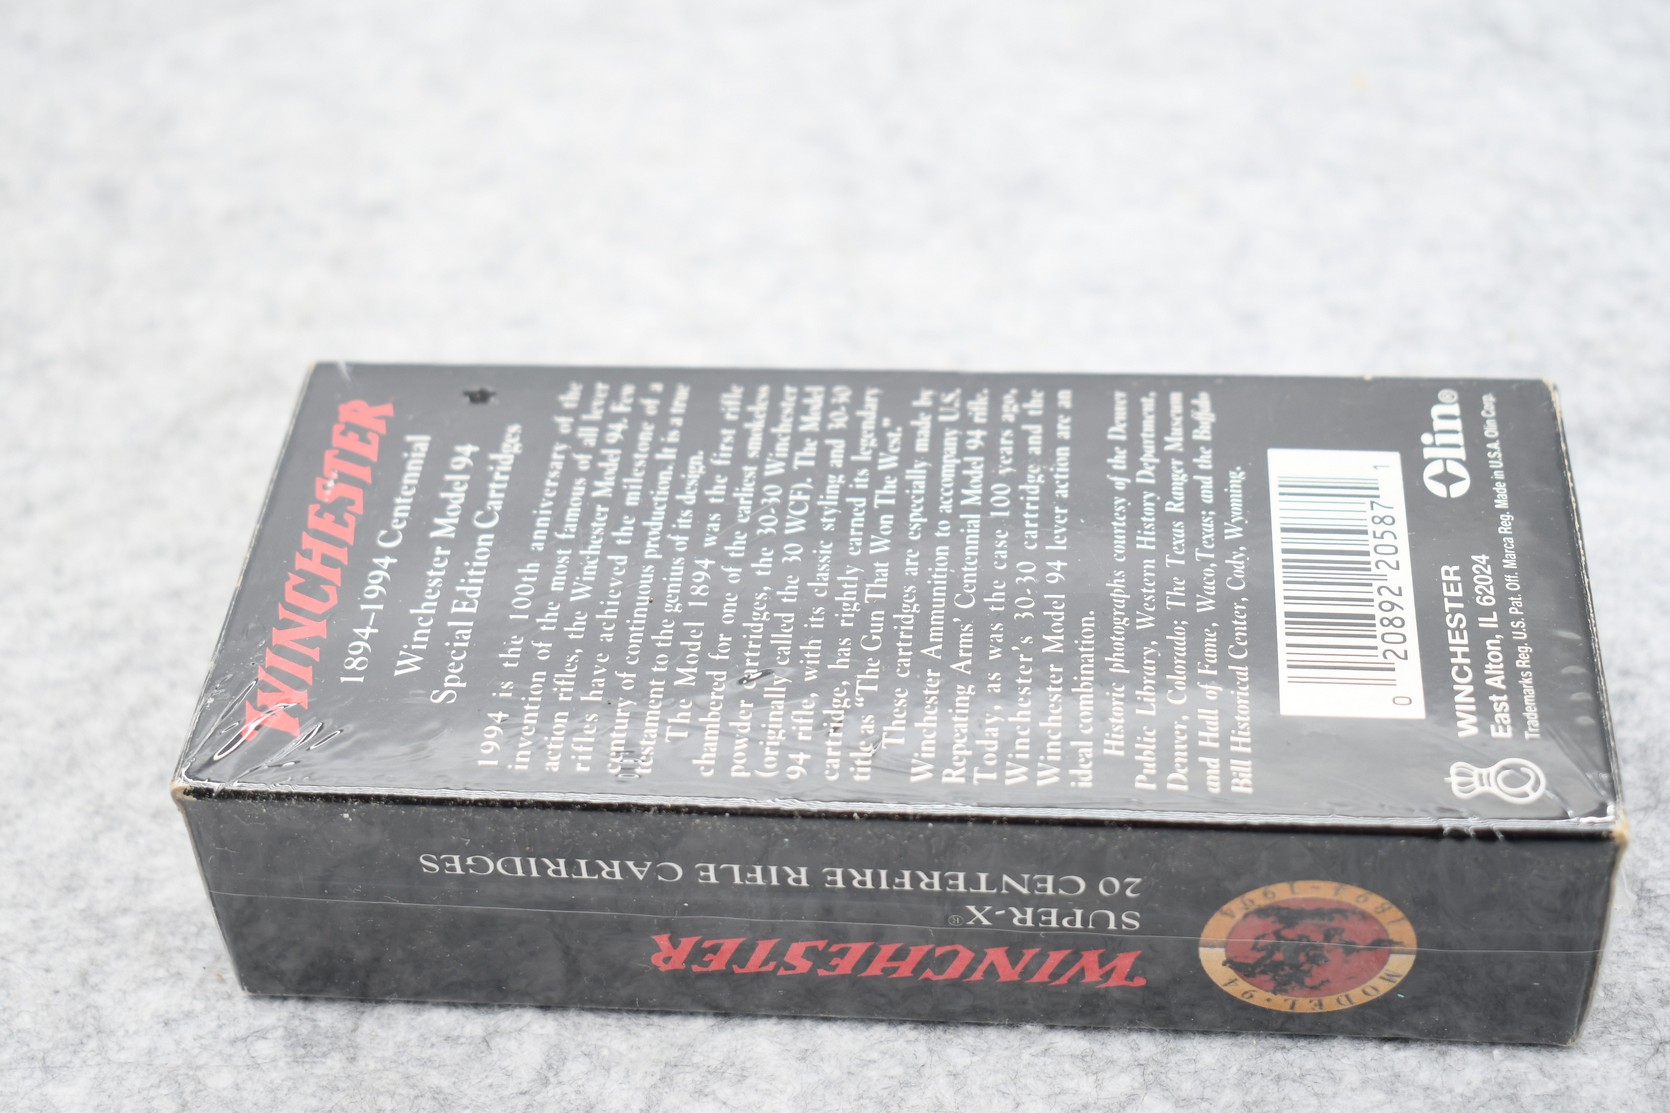 WINCHESTER
1894–1994 Centennial
Winchester Model 94
Special Edition Cartridges
1994 is the 100th anniversary of the
invention of the most famous of all lever
action rifles, the Winchester Model 94. Few
rifles have achieved the milestone of a
century of continuous production. It is a true
testament to the genius of its design.
The Model 1894 was the first rifle
chambered for one of the earliest smokeless
powder cartridges, the 30-30 Winchester
(originally called the 30 WCF). The Model
94 rifle, with its classic styling and 30-30
cartridge, has rightly earned its legendary
title as “The Gun That Won The West.”
These cartridges are especially made by
Winchester Ammunition to accompany U.S.
Repeating Arms’ Centennial Model 94 rifle.
Today, as was the case 100 years ago,
Winchester’s 30-30 cartridge and the
Winchester Model 94 lever action are an
ideal combination.
Historic photographs courtesy of the Denver
Public Library, Western History Department,
Denver, Colorado; The Texas Ranger Museum
and Hall of Fame, Waco, Texas; and the Buffalo
Bill Historical Center, Cody, Wyoming.
0 20892 20587 1
WINCHESTER
East Alton, IL 62024
Trademarks Reg. U.S. Pat. Off. Marca Reg. Made in U.S.A. Olin Corp.
Olin®
WINCHESTER
SUPER-X®
20 CENTERFIRE RIFLE CARTRIDGES
MODEL·94
1894-1994